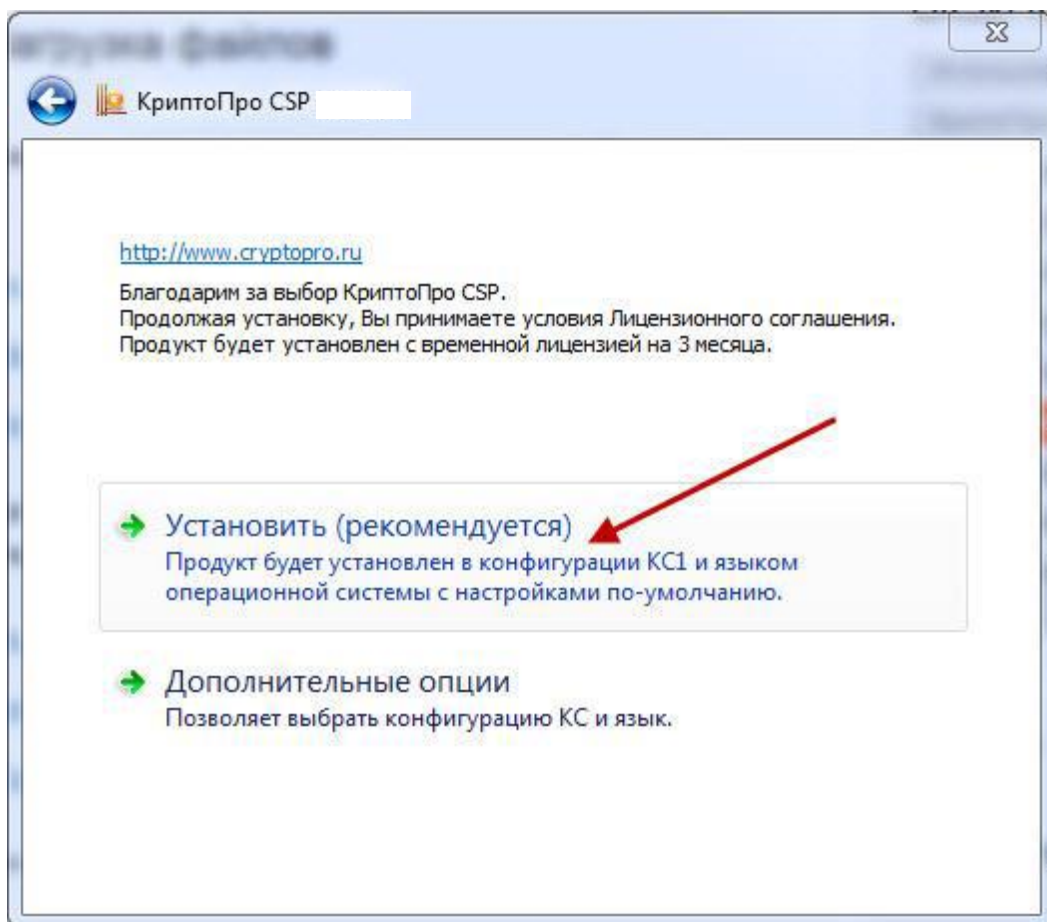 агрузка файлов
КриптоПро CSP
http://www.cryptopro.ru
Благодарим за выбор КриптоПро CSP.
Продолжая установку, Вы принимаете условия Лицензионного соглашения.
Продукт будет установлен с временной лицензией на 3 месяца.
Установить (рекомендуется)
Продукт будет установлен в конфигурации КС1 и языком
операционной системы с настройками по-умолчанию.
Дополнительные опции
Позволяет выбрать конфигурацию КС и язык.